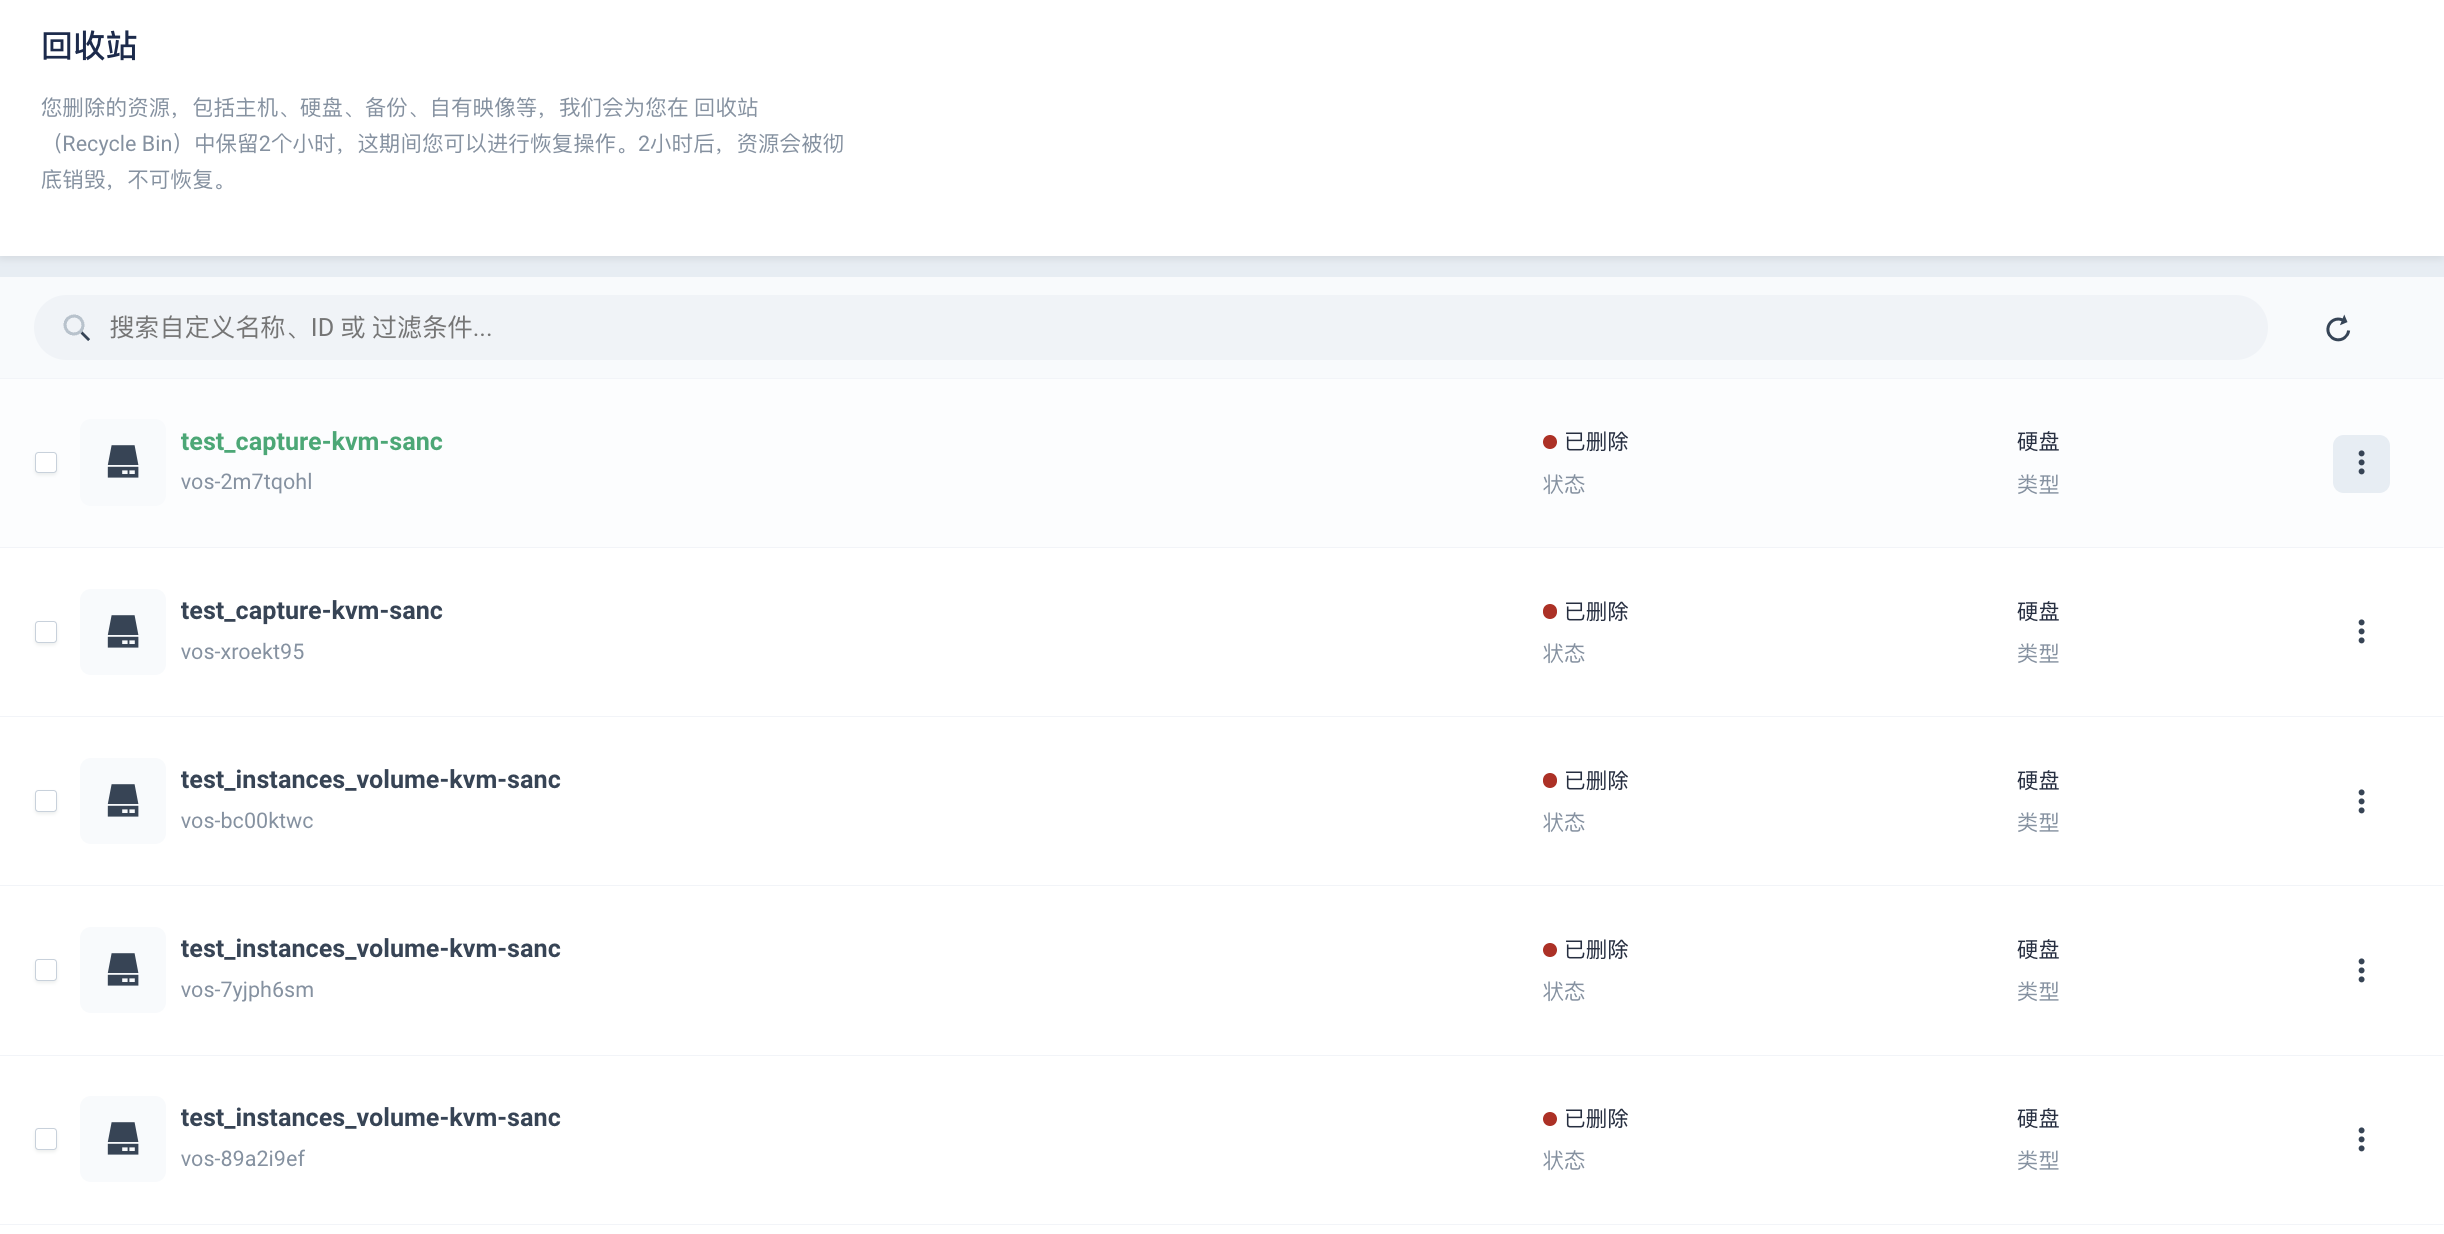 回收站
您删除的资源，包括主机、硬盘、备份、自有映像等，我们会为您在 回收站
（Recycle Bin）中保留2个小时，这期间您可以进行恢复操作。2小时后，资源会被彻
底销毁，不可恢复。
搜索自定义名称、ID 或 过滤条件...
test_capture-kvm-sanc 已删除 硬盘
vos-2m7tqohl 状态 类型
test_capture-kvm-sanc 已删除 硬盘
vos-xroekt95 状态 类型
test_instances_volume-kvm-sanc 已删除 硬盘
vos-bc00ktwc 状态 类型
test_instances_volume-kvm-sanc 已删除 硬盘
vos-7yjph6sm 状态 类型
test_instances_volume-kvm-sanc 已删除 硬盘
vos-89a2i9ef 状态 类型